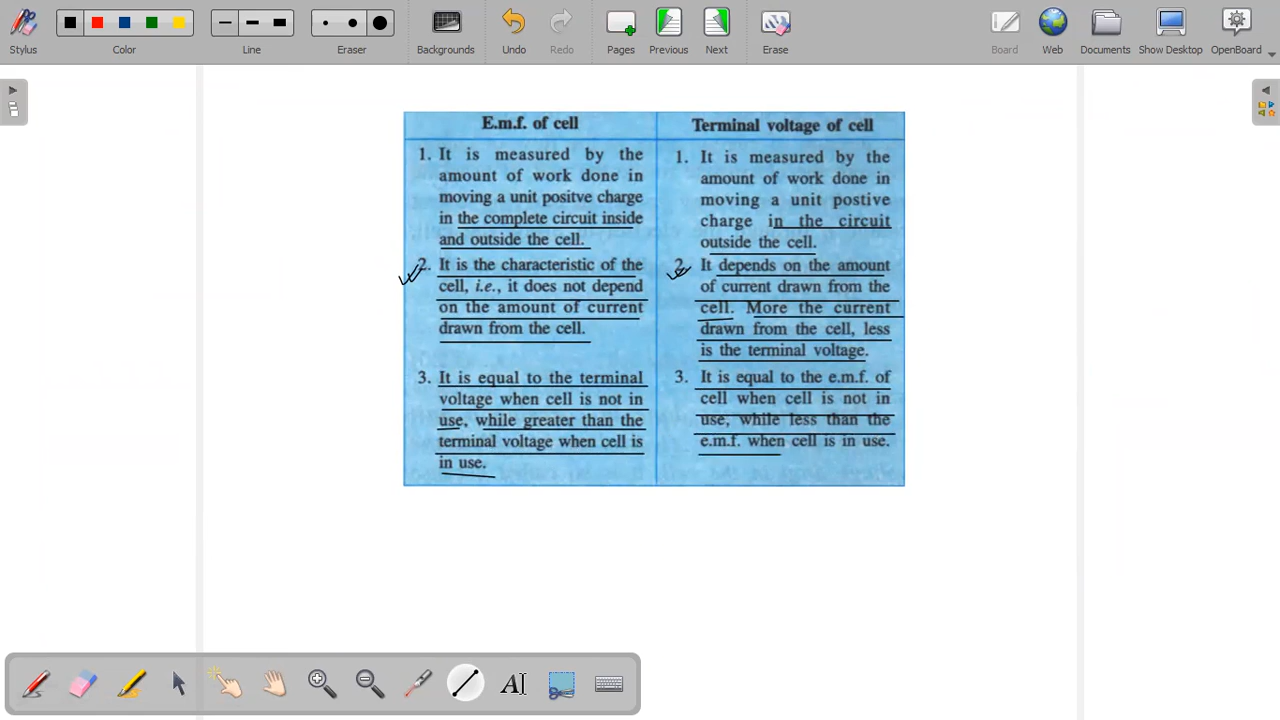 Stylus
Color
Line
Eraser
Backgrounds
Undo
Redo
Pages
Previous
Next
Erase
Board
Web
Documents
Show Desktop
OpenBoard
E.m.f. of cell
1. It is measured by the
amount of work done in
moving a unit positve charge
in the complete circuit inside
and outside the cell.
2. It is the characteristic of the
cell, i.e., it does not depend
on the amount of current
drawn from the cell.
3. It is equal to the terminal
voltage when cell is not in
use, while greater than the
terminal voltage when cell is
in use.
Terminal voltage of cell
1. It is measured by the
amount of work done in
moving a unit postive
charge in the circuit
outside the cell.
2. It depends on the amount
of current drawn from the
cell. More the current
drawn from the cell, less
is the terminal voltage.
3. It is equal to the e.m.f. of
cell when cell is not in
use, while less than the
e.m.f. when cell is in use.